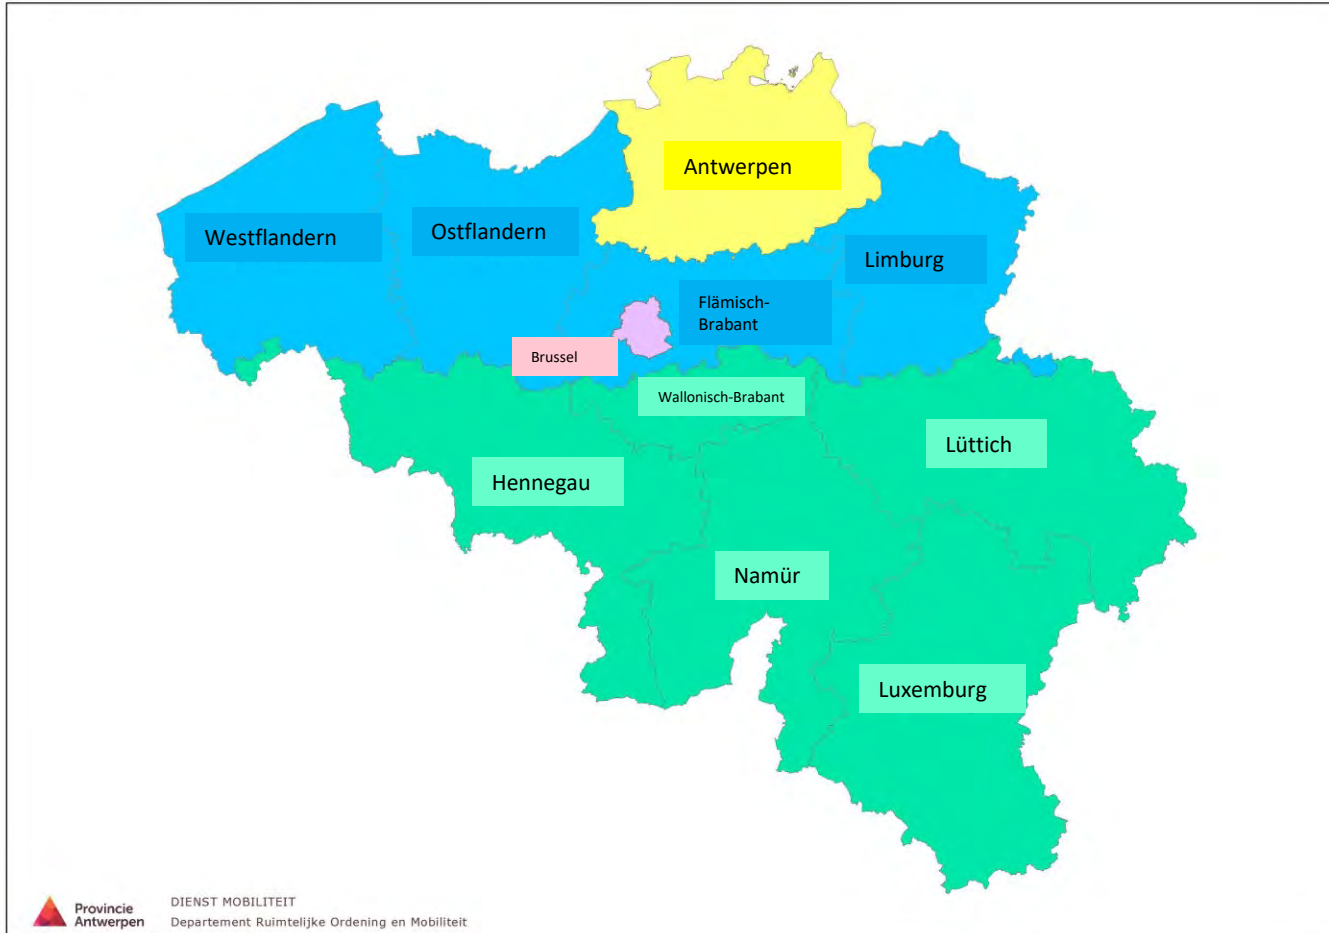 Antwerpen
Westflandern
Ostflandern
Limburg
Flämisch-
Brabant
Brussel
Wallonisch-Brabant
Lüttich
Hennegau
Namür
Luxemburg
Provincie
Antwerpen
DIENST MOBILITEIT
Departement Ruimtelijke Ordening en Mobiliteit